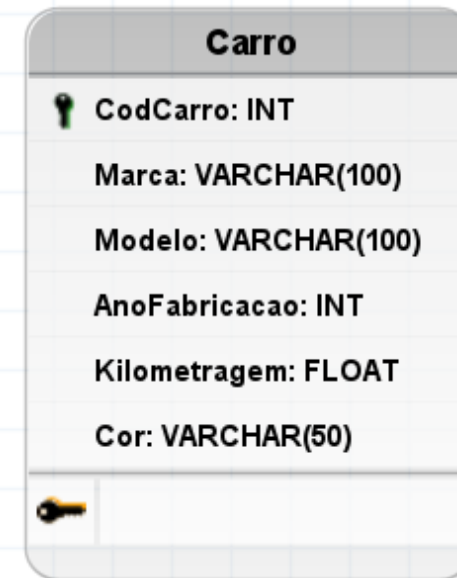 Carro
CodCarro: INT
Marca: VARCHAR(100)
Modelo: VARCHAR(100)
AnoFabricacao: INT
Kilometragem: FLOAT
Cor: VARCHAR(50)